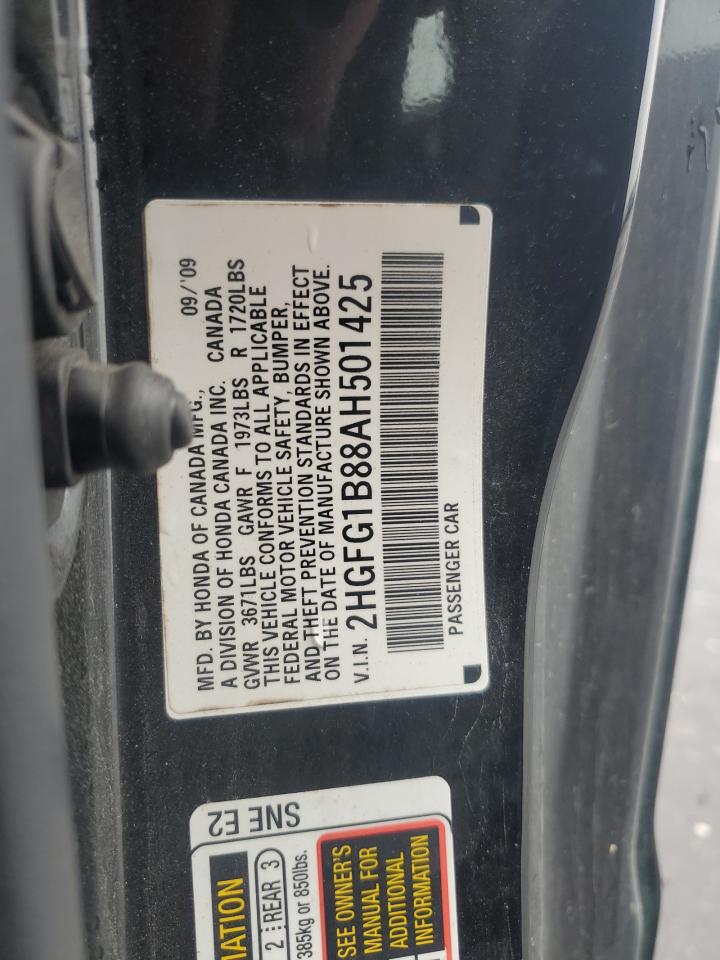 MFD. BY HONDA OF CANADA MFG., 09/'09
A DIVISION OF HONDA CANADA INC. CANADA
GVWR 3671LBS GAWR F 1973LBS R 1720LBS
THIS VEHICLE CONFORMS TO ALL APPLICABLE
FEDERAL MOTOR VEHICLE SAFETY, BUMPER,
AND THEFT PREVENTION STANDARDS IN EFFECT
ON THE DATE OF MANUFACTURE SHOWN ABOVE.
V.I.N. 2HGFG1B88AH501425
PASSENGER CAR
SNE E2
2 REAR 3
385kg or 850lbs.
SEE OWNER'S
MANUAL FOR
ADDITIONAL
INFORMATION